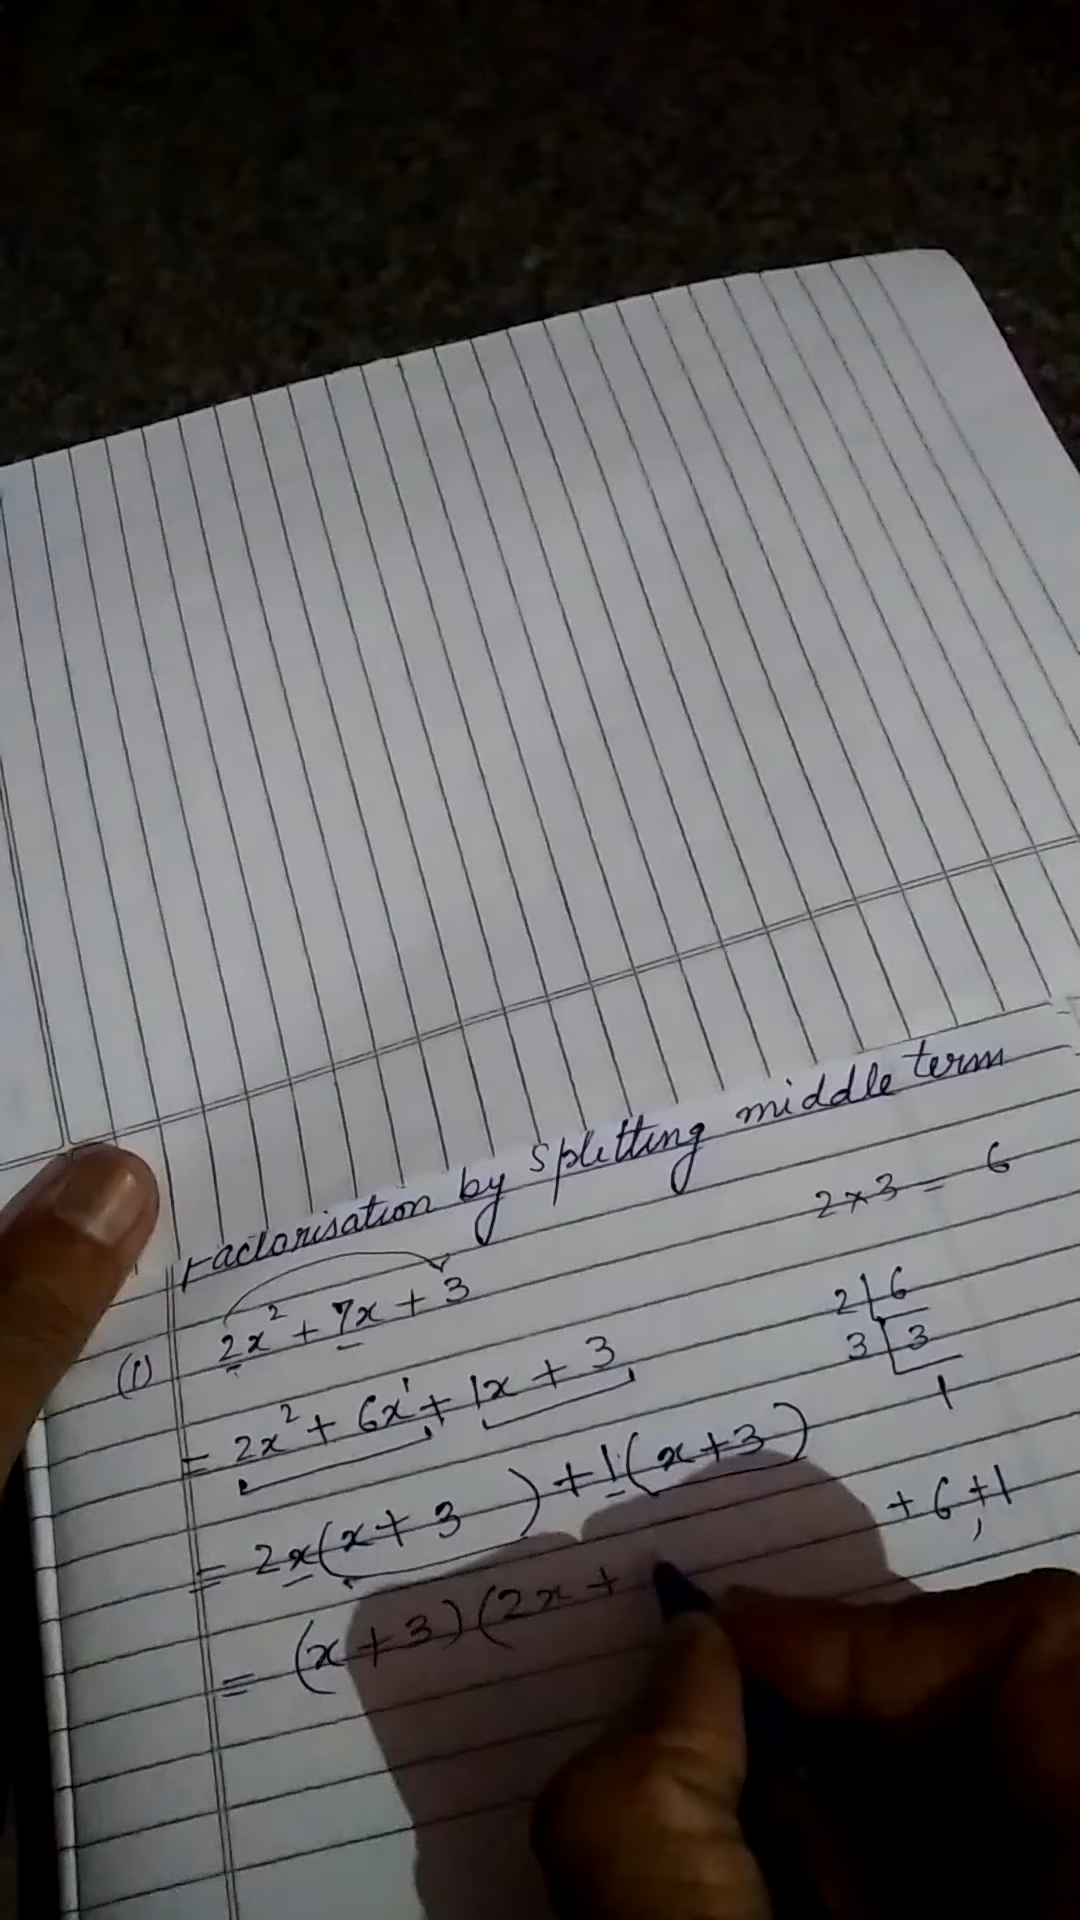 Factorisation by splitting middle term
2 × 3 = 6
(1) 2x² + 7x + 3
2 | 6
3 | 3
1
= 2x² + 6x¹ + 1x + 3
= 2x(x + 3) + 1(x + 3)
+ 6, + 1
= (x + 3)(2x +